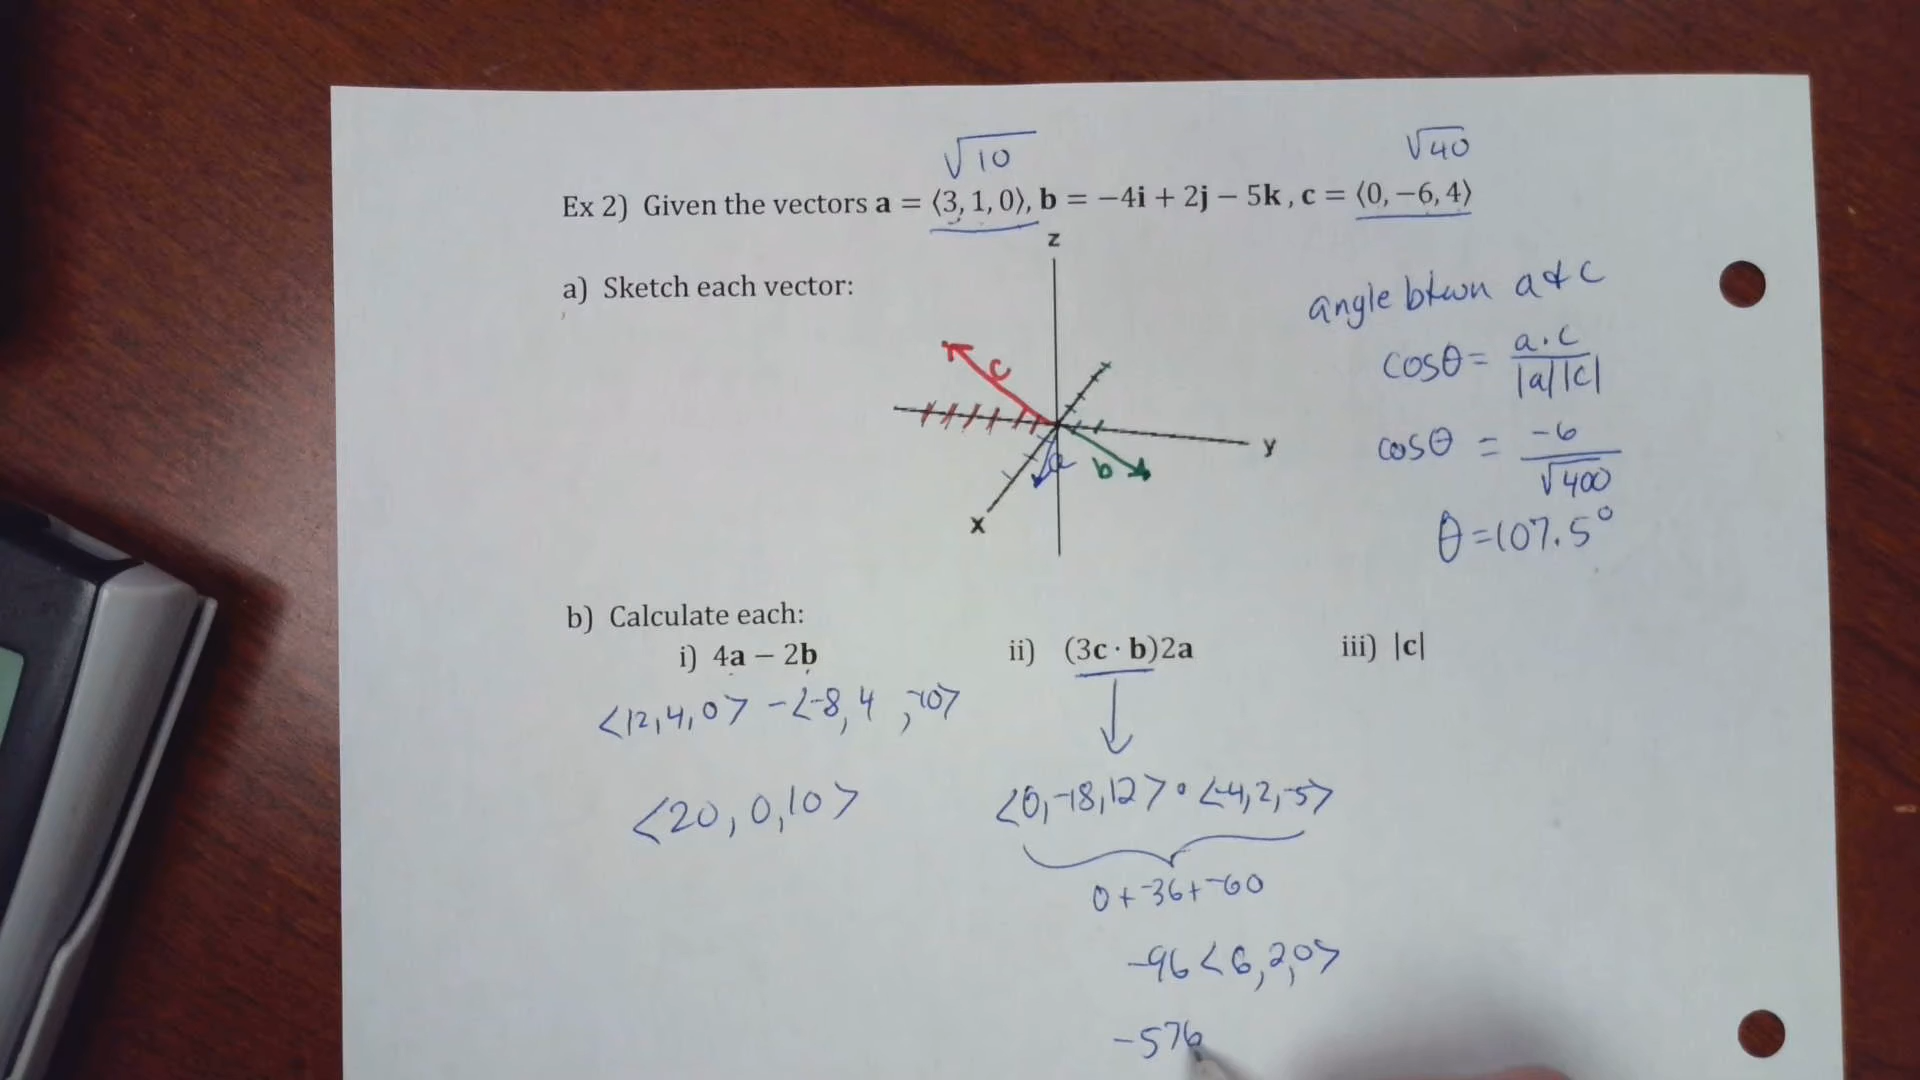 √10
√40
Ex 2) Given the vectors a = ⟨3, 1, 0⟩, b = −4i + 2j − 5k , c = ⟨0, −6, 4⟩
a) Sketch each vector:
z
c
a
b
y
x
angle btwn a & c
cosθ = a·c / |a||c|
cosθ = -6 / √400
θ = 107.5°
b) Calculate each:
i) 4a − 2b
<12,4,0> - <-8,4 ,-10>
<20, 0,10>
ii) (3c · b)2a
<0,-18,12> • <-4,2,-5>
0+-36+-60
-96<6,2,0>
-576
iii) |c|